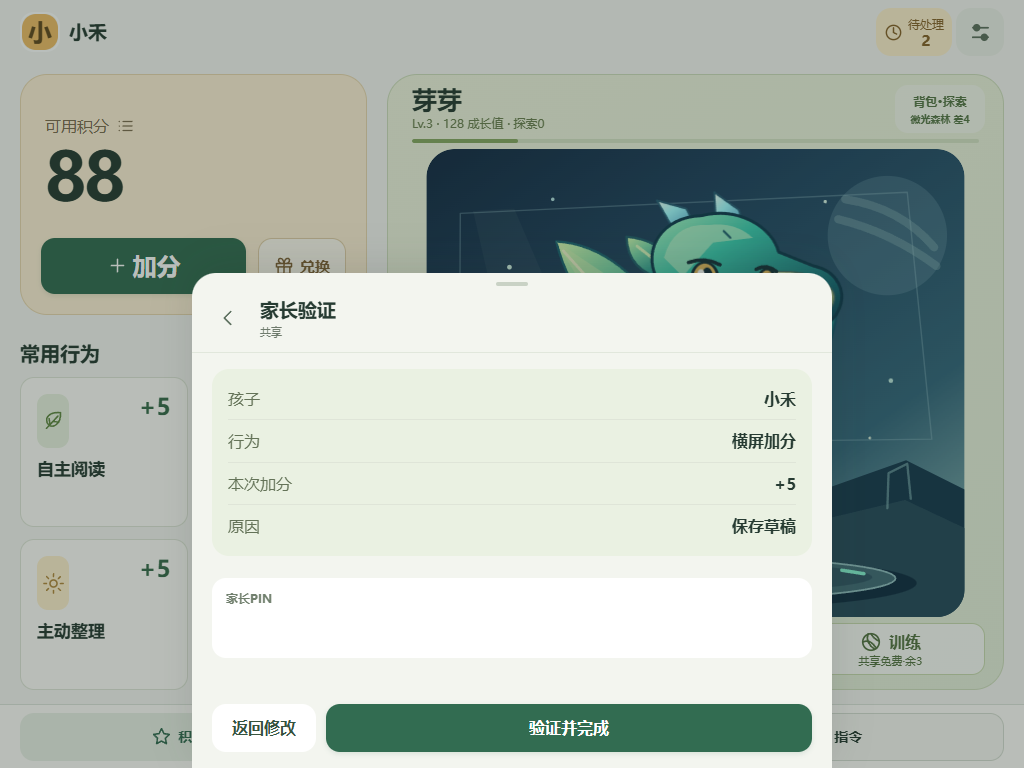 小 小禾
待处理
2
可用积分
88
加分
兑换
芽芽
Lv.3 · 128 成长值 · 探索0
背包·探索
微光森林 差4
常用行为
+5
自主阅读
+5
主动整理
家长验证
共享
孩子 小禾
行为 横屏加分
本次加分 +5
原因 保存草稿
家长PIN
返回修改
验证并完成
训练
共享免费·余3
积
指令